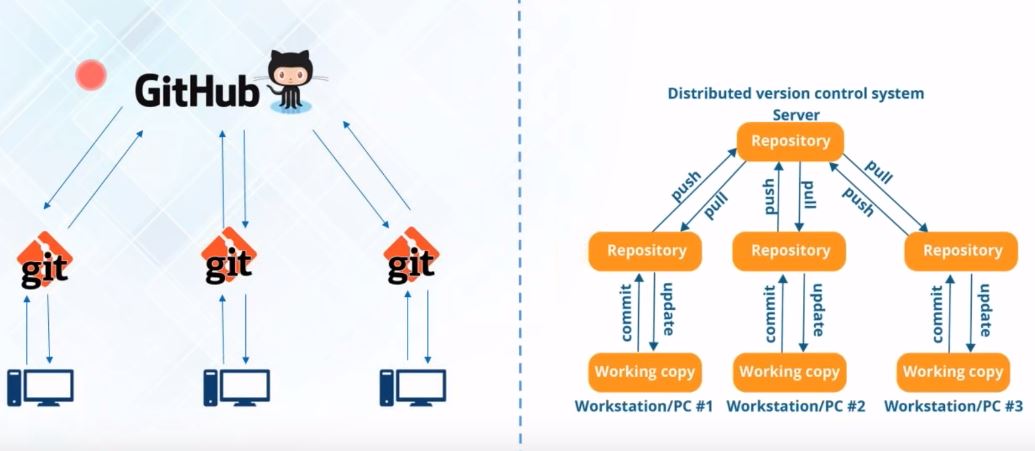 GitHub
git
git
git
Distributed version control system
Server
Repository
push
pull
push
pull
pull
push
Repository
Repository
Repository
commit
update
commit
update
commit
update
Working copy
Working copy
Working copy
Workstation/PC #1
Workstation/PC #2
Workstation/PC #3